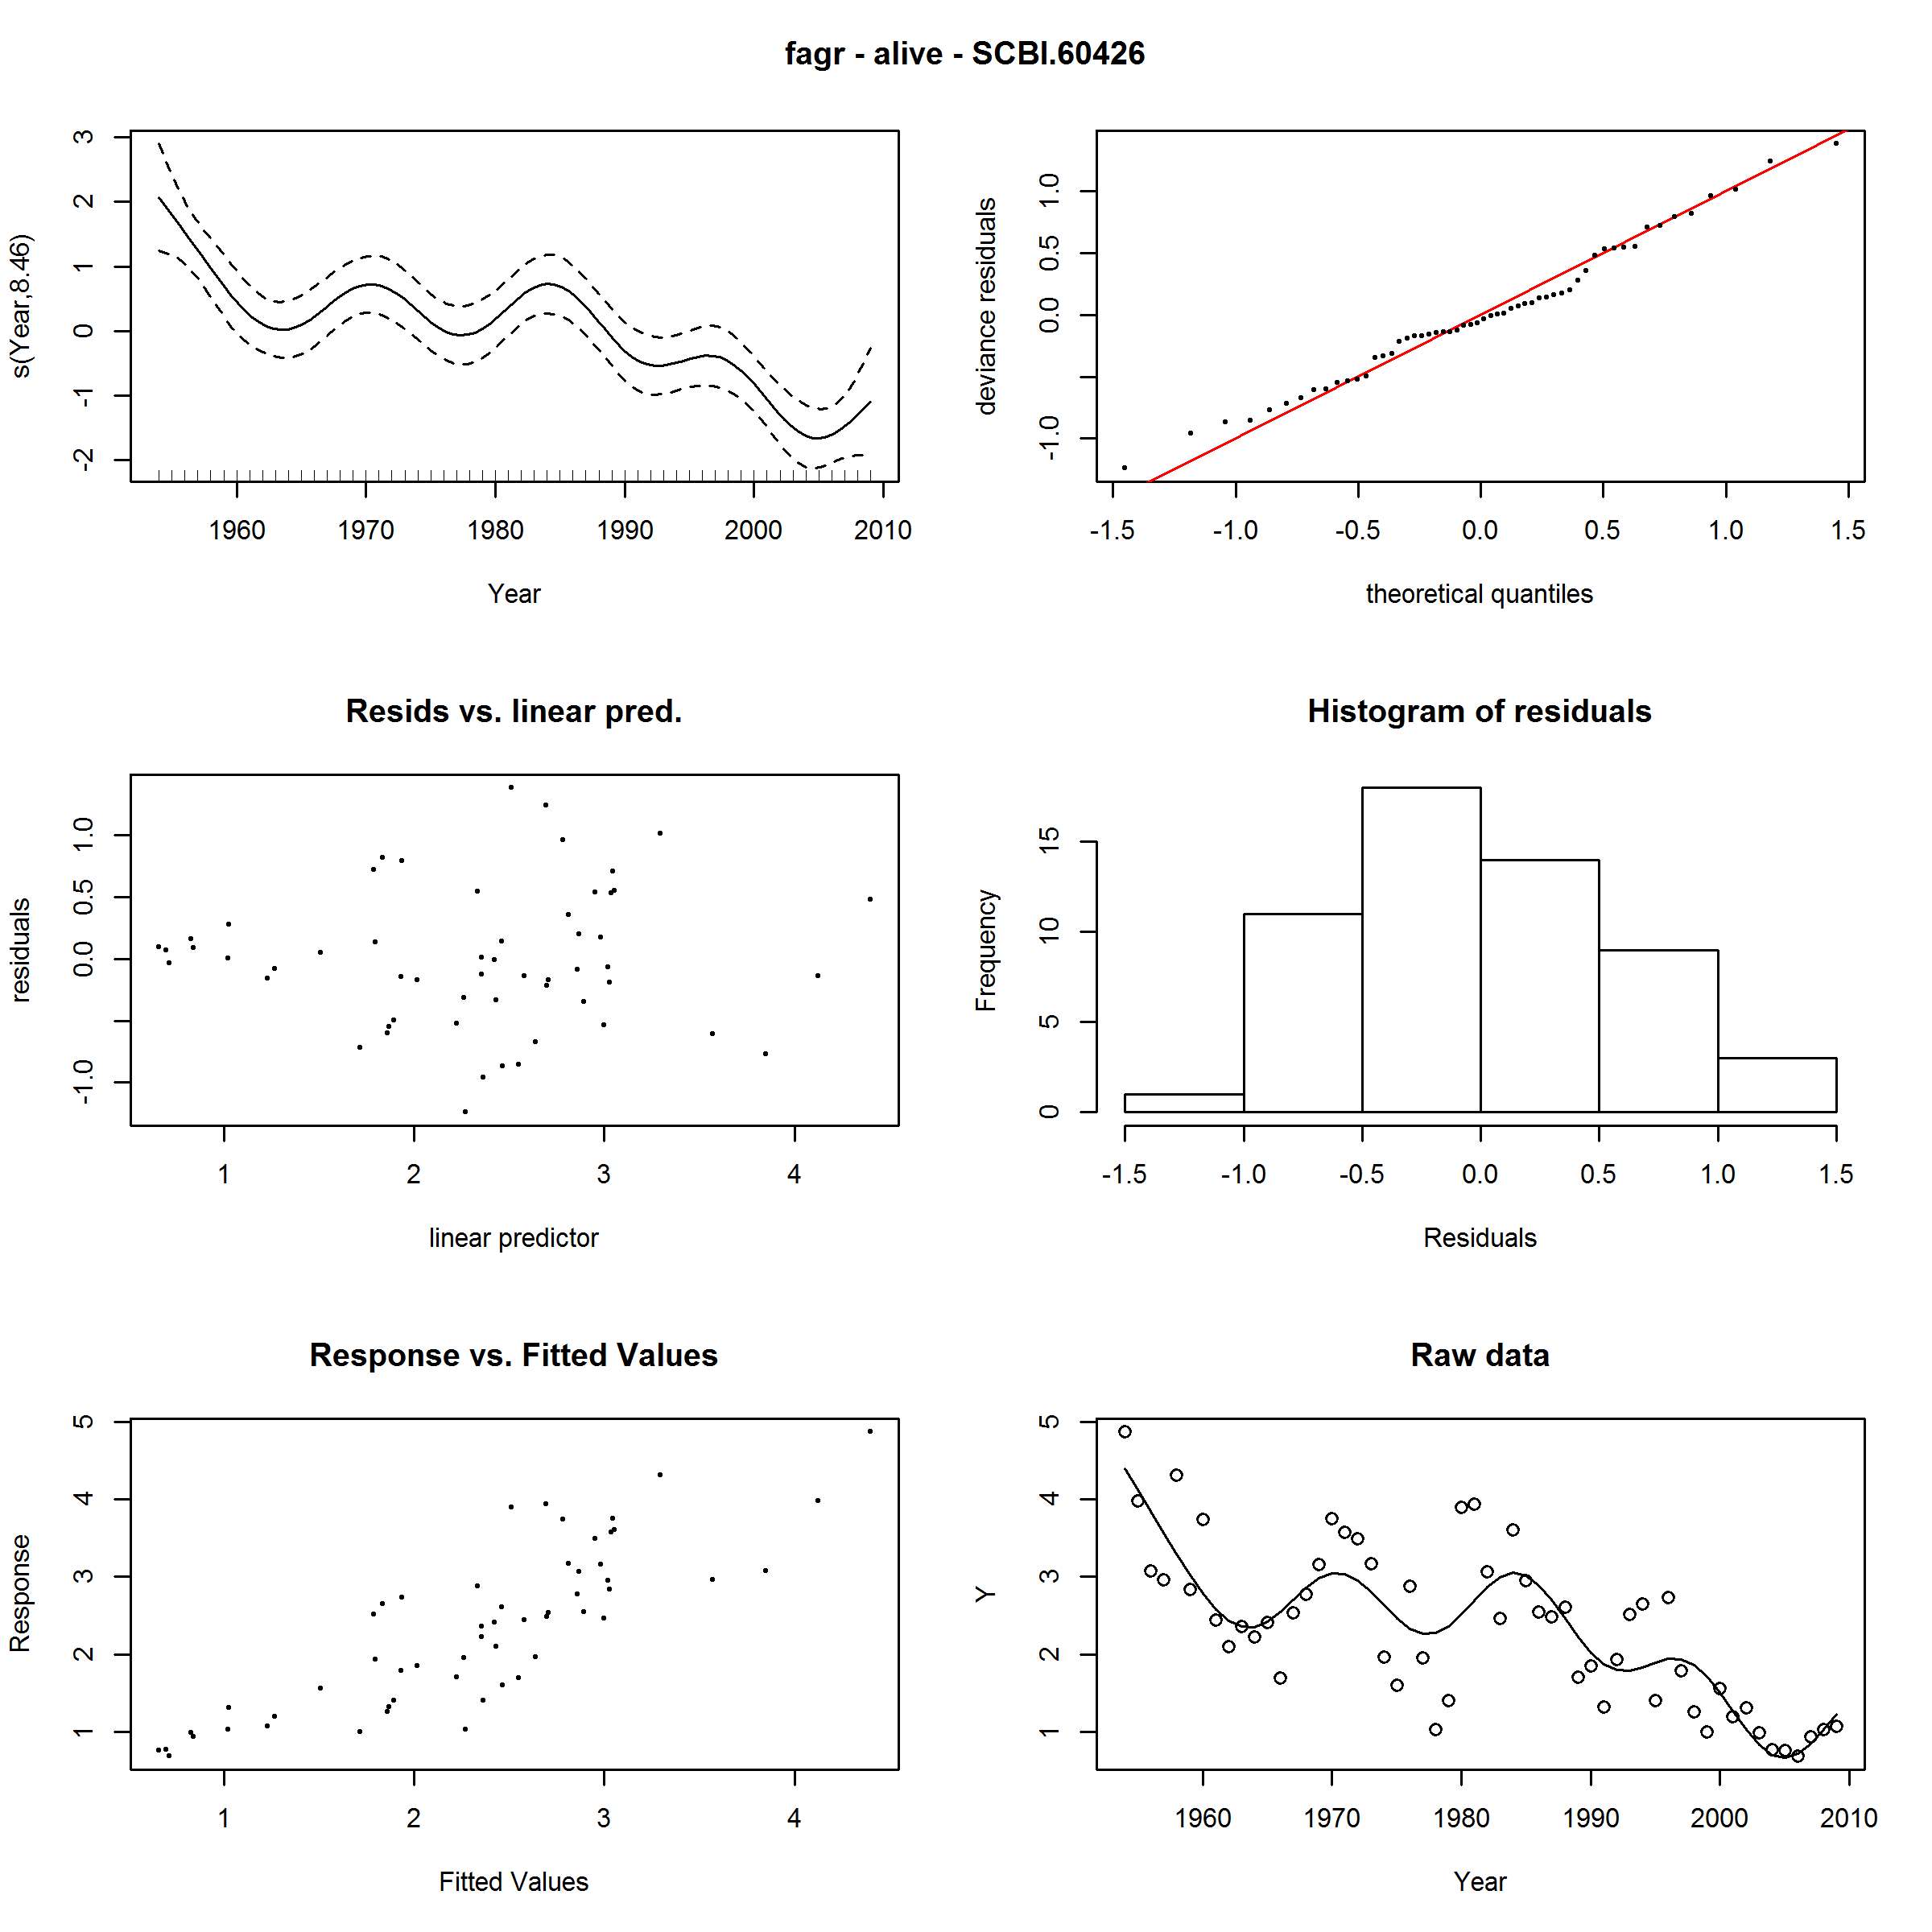 fagr - alive - SCBI.60426
s(Year,8.46)
3
2
1
0
-1
-2
1960 1970 1980 1990 2000 2010
Year
deviance residuals
1.0
0.5
0.0
-1.0
-1.5 -1.0 -0.5 0.0 0.5 1.0 1.5
theoretical quantiles
Resids vs. linear pred.
residuals
1.0
0.5
0.0
-1.0
1 2 3 4
linear predictor
Histogram of residuals
Frequency
15
10
5
0
-1.5 -1.0 -0.5 0.0 0.5 1.0 1.5
Residuals
Response vs. Fitted Values
Response
5
4
3
2
1
1 2 3 4
Fitted Values
Raw data
Y
5
4
3
2
1
1960 1970 1980 1990 2000 2010
Year